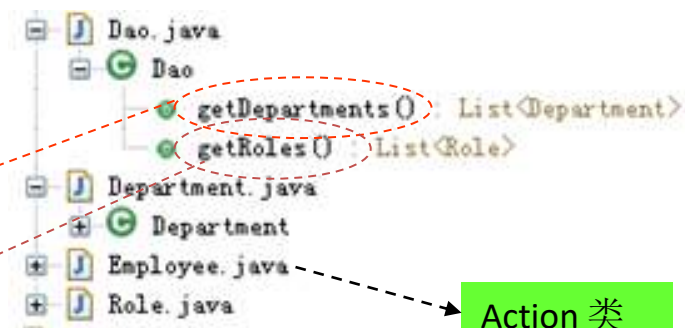 Dao.java
Dao
getDepartments() : List<Department>
getRoles() : List<Role>
Department.java
Department
Employee.java
Role.java
Action 类